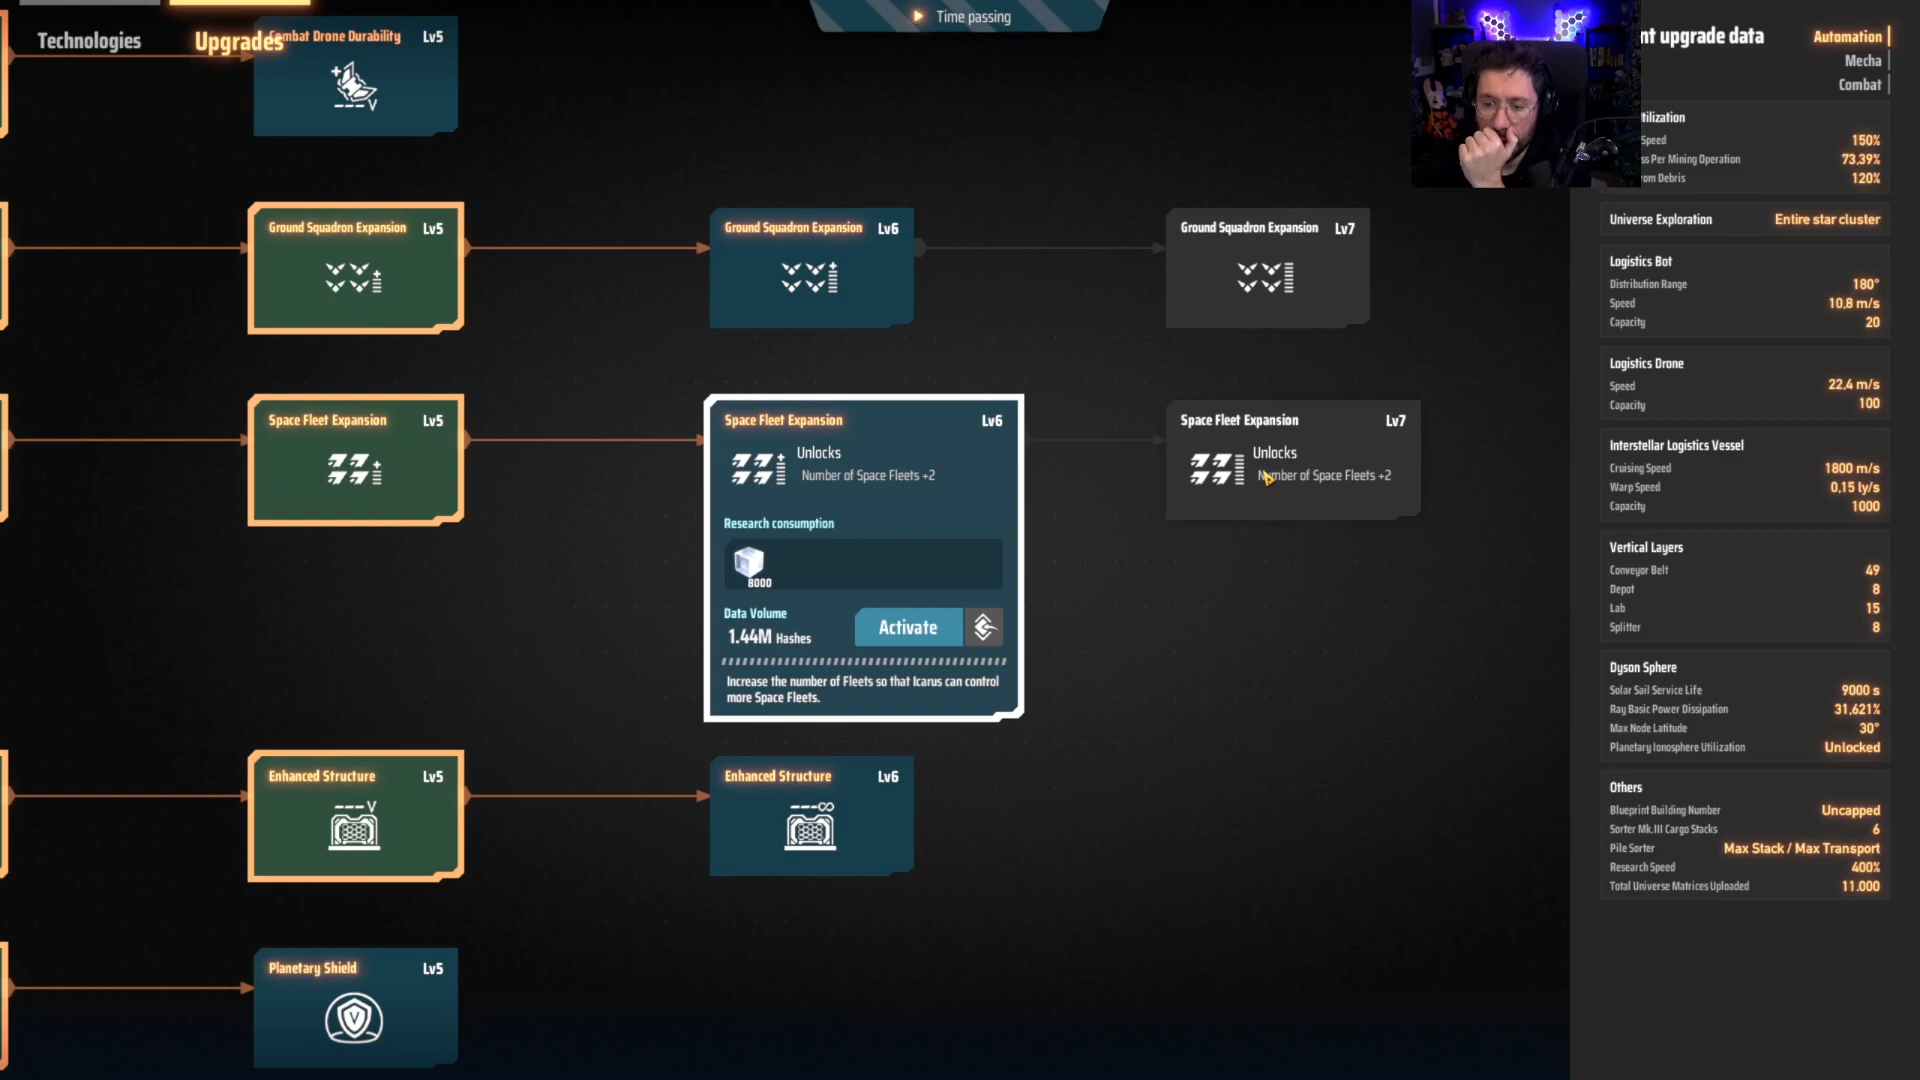 Time passing
Technologies
Upgrades
Combat Drone Durability Lv5
Ground Squadron Expansion Lv5
Ground Squadron Expansion Lv6
Ground Squadron Expansion Lv7
Space Fleet Expansion Lv5
Space Fleet Expansion Lv6
Unlocks
Number of Space Fleets +2
Research consumption
8000
Data Volume
1.44M Hashes
Activate
Increase the number of Fleets so that Icarus can control
more Space Fleets.
Space Fleet Expansion Lv7
Unlocks
Number of Space Fleets +2
Enhanced Structure Lv5
Enhanced Structure Lv6
Planetary Shield Lv5
upgrade data
Automation
Mecha
Combat
Speed 150%
Per Mining Operation 73,39%
Debris 120%
Universe Exploration Entire star cluster
Logistics Bot
Distribution Range 180°
Speed 10,8 m/s
Capacity 20
Logistics Drone
Speed 22,4 m/s
Capacity 100
Interstellar Logistics Vessel
Cruising Speed 1800 m/s
Warp Speed 0,15 ly/s
Capacity 1000
Vertical Layers
Conveyor Belt 49
Depot 8
Lab 15
Splitter 8
Dyson Sphere
Solar Sail Service Life 9000 s
Ray Basic Power Dissipation 31,621%
Max Node Latitude 30°
Planetary Ionosphere Utilization Unlocked
Others
Blueprint Building Number Uncapped
Sorter Mk.III Cargo Stacks 6
Pile Sorter Max Stack / Max Transport
Research Speed 400%
Total Universe Matrices Uploaded 11.000